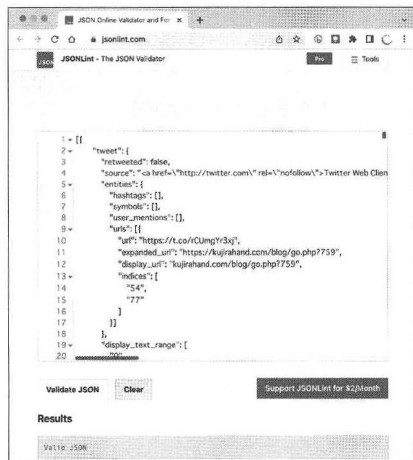 JSON Online Validator and For
jsonlint.com
JSON JSONLint - The JSON Validator Pro Tools
1 [{
2 "tweet": {
3 "retweeted": false,
4 "source": "<a href=\"http://twitter.com\" rel=\"nofollow\">Twitter Web Clien
5 "entities": {
6 "hashtags": [],
7 "symbols": [],
8 "user_mentions": [],
9 "urls": [{
10 "url": "https://t.co/rCUmgYr3xj",
11 "expanded_url": "https://kujirahand.com/blog/go.php?759",
12 "display_url": "kujirahand.com/blog/go.php?759",
13 "indices": [
14 "54",
15 "77"
16 ]
17 }]
18 },
19 "display_text_range": [
20 "0",
Validate JSON Clear Support JSONLint for $2/Month
Results
Valid JSON